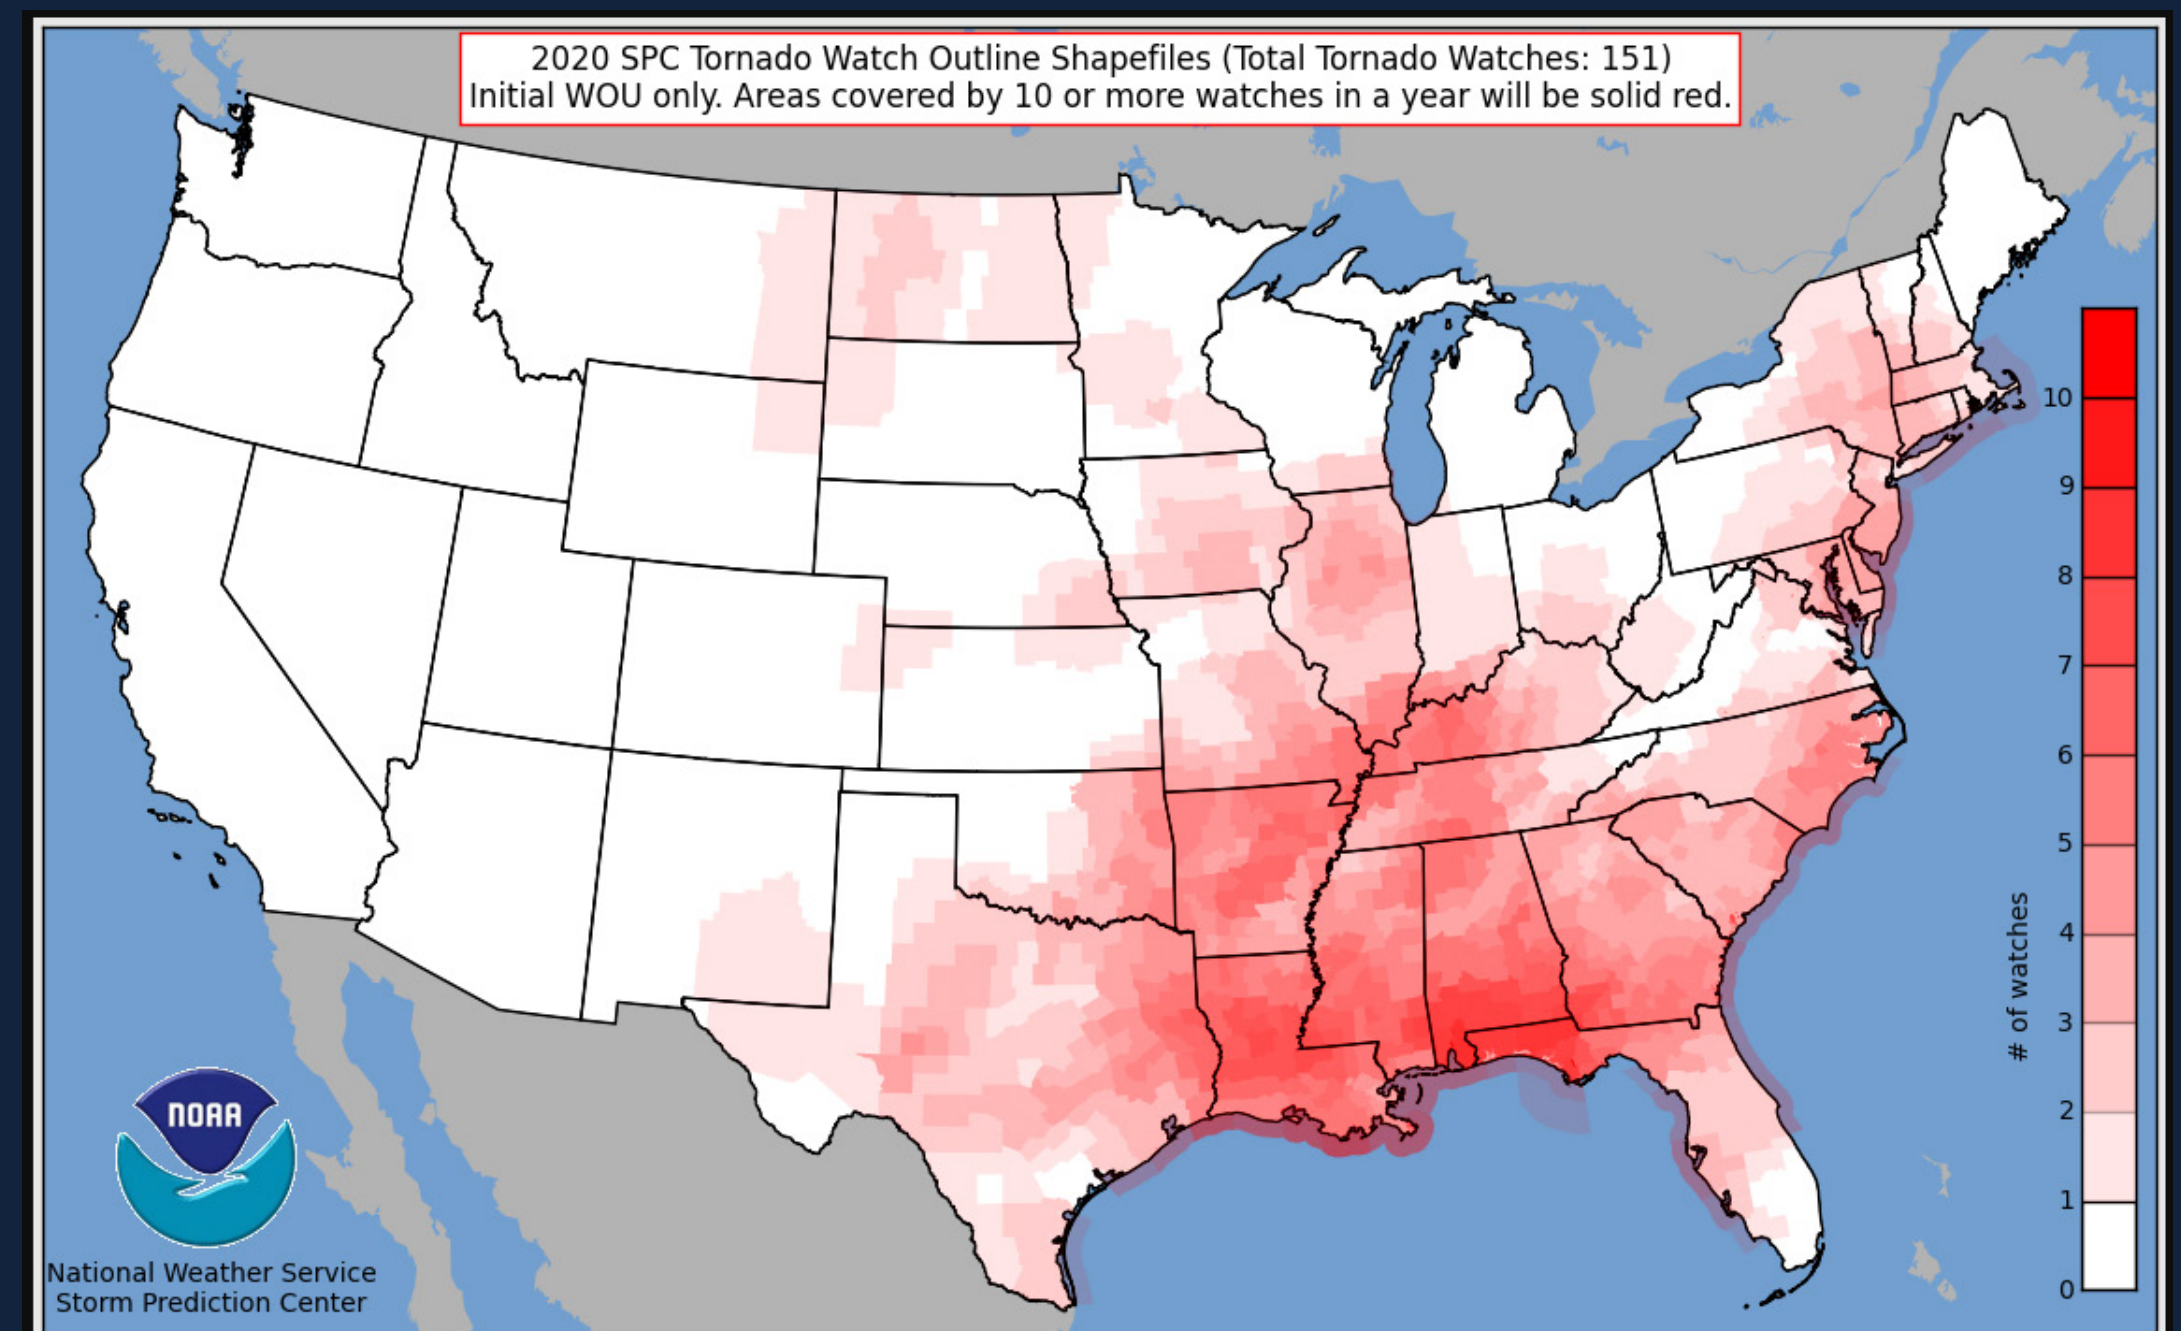 2020 SPC Tornado Watch Outline Shapefiles (Total Tornado Watches: 151)
Initial WOU only. Areas covered by 10 or more watches in a year will be solid red.
10
9
8
7
6
5
4
3
2
1
0
# of watches
NOAA
National Weather Service
Storm Prediction Center